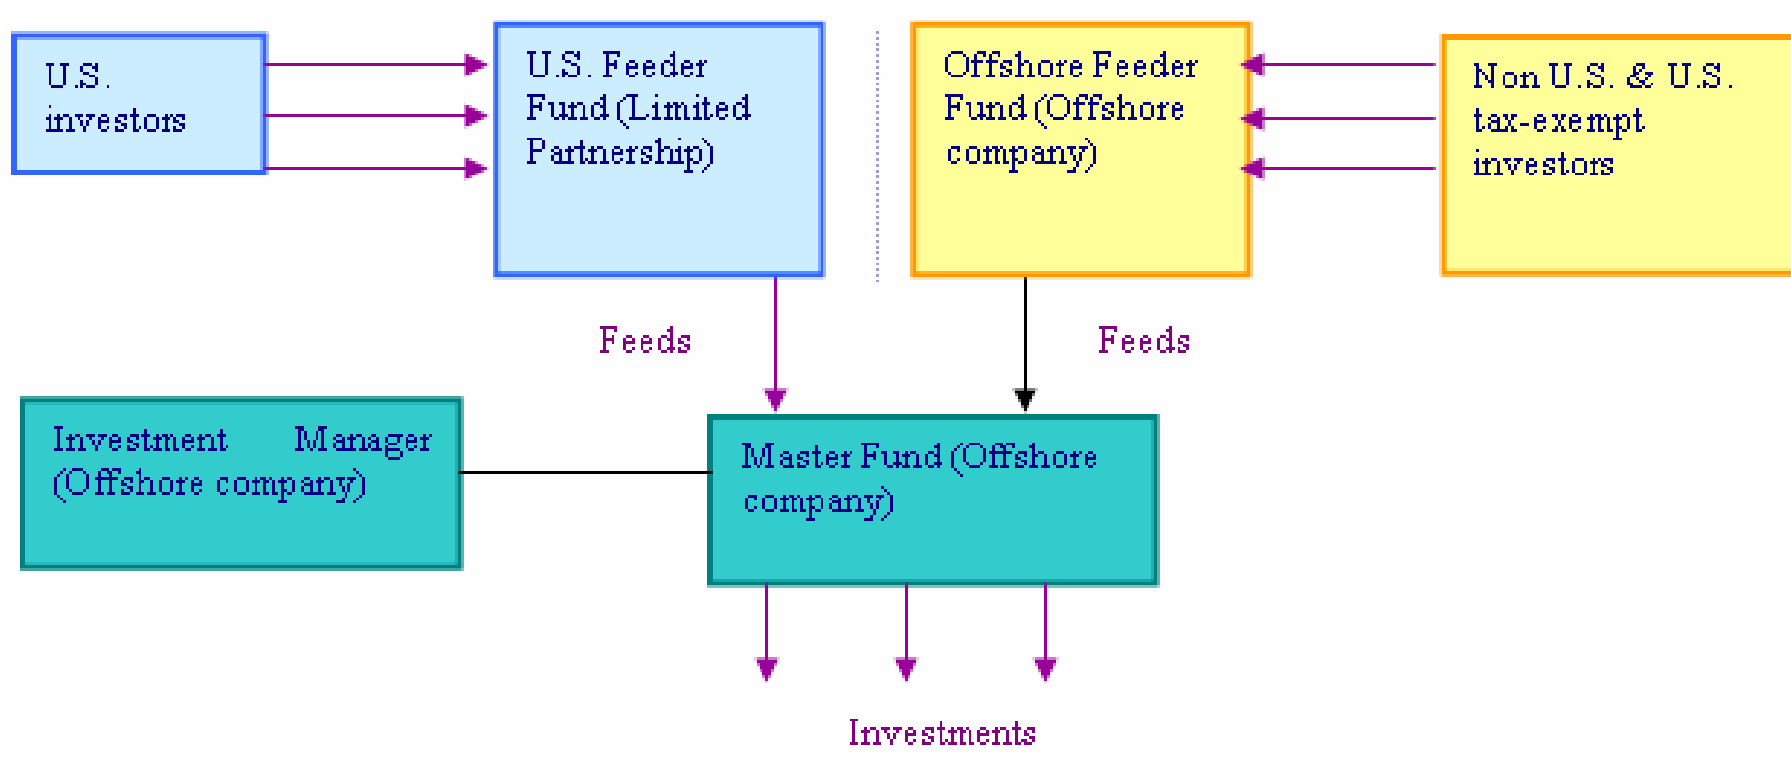 U.S.
investors
U.S. Feeder
Fund (Limited
Partnership)
Offshore Feeder
Fund (Offshore
company)
Non U.S. & U.S.
tax-exempt
investors
Feeds
Feeds
Investment Manager
(Offshore company)
Master Fund (Offshore
company)
Investments